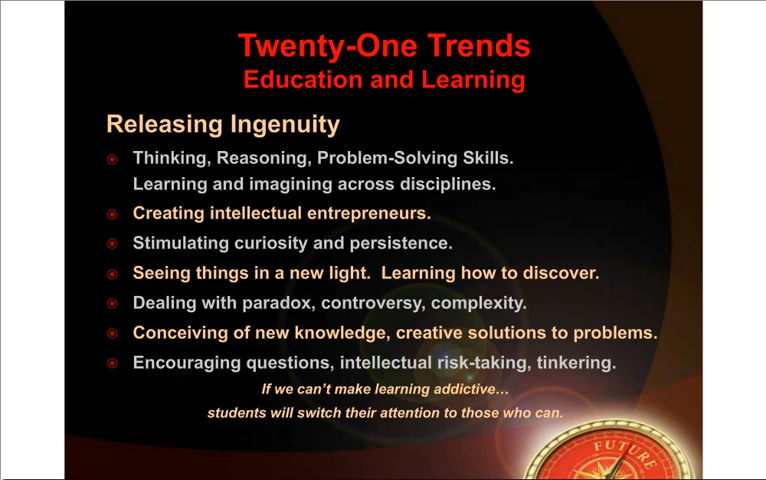 Twenty-One Trends
Education and Learning
Releasing Ingenuity
Thinking, Reasoning, Problem-Solving Skills.
Learning and imagining across disciplines.
Creating intellectual entrepreneurs.
Stimulating curiosity and persistence.
Seeing things in a new light.  Learning how to discover.
Dealing with paradox, controversy, complexity.
Conceiving of new knowledge, creative solutions to problems.
Encouraging questions, intellectual risk-taking, tinkering.
If we can’t make learning addictive…
students will switch their attention to those who can.
FUTURE